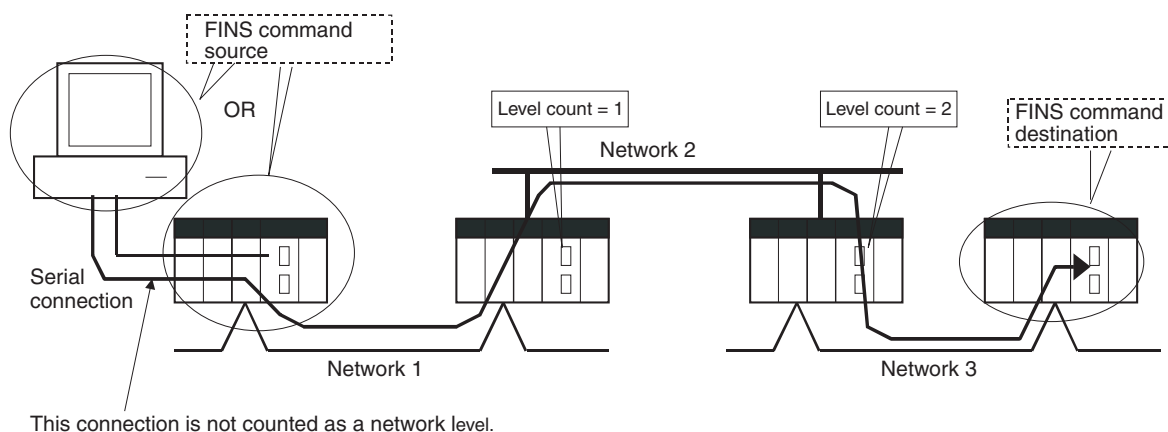 FINS command
source
OR
Level count = 1
Level count = 2
FINS command
destination
Network 2
Serial
connection
Network 1
Network 3
This connection is not counted as a network level.